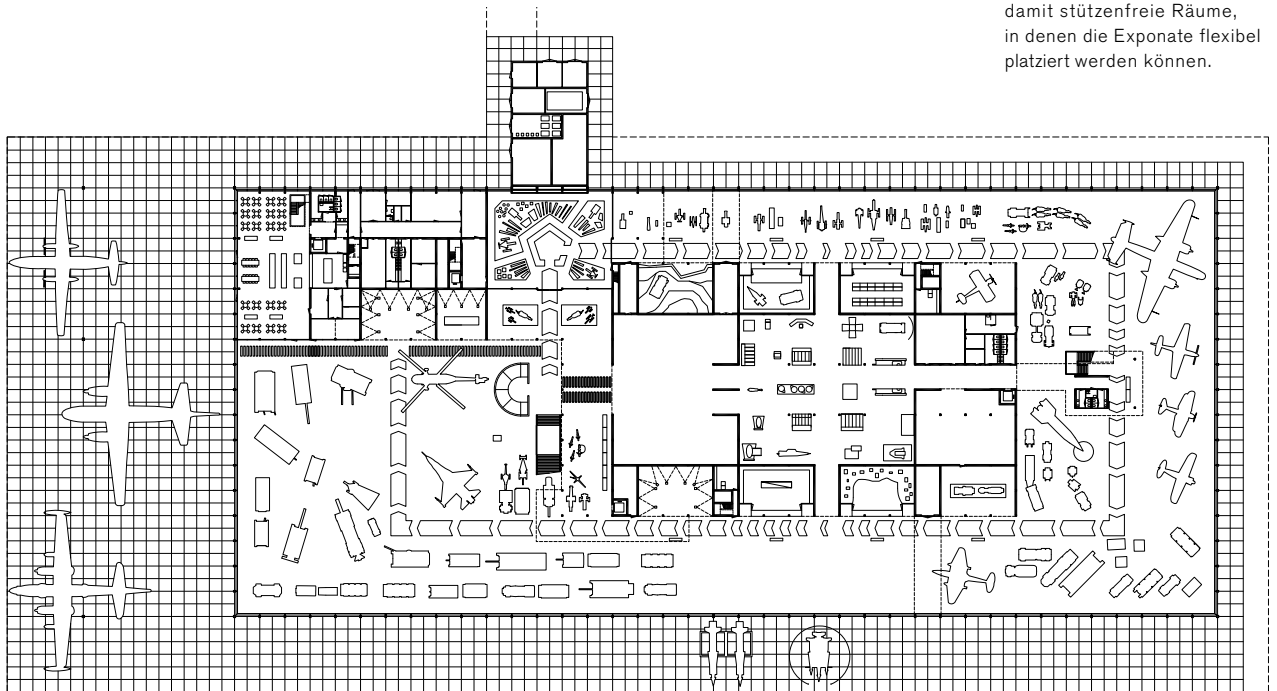 damit stützenfreie Räume,
in denen die Exponate flexibel
platziert werden können.